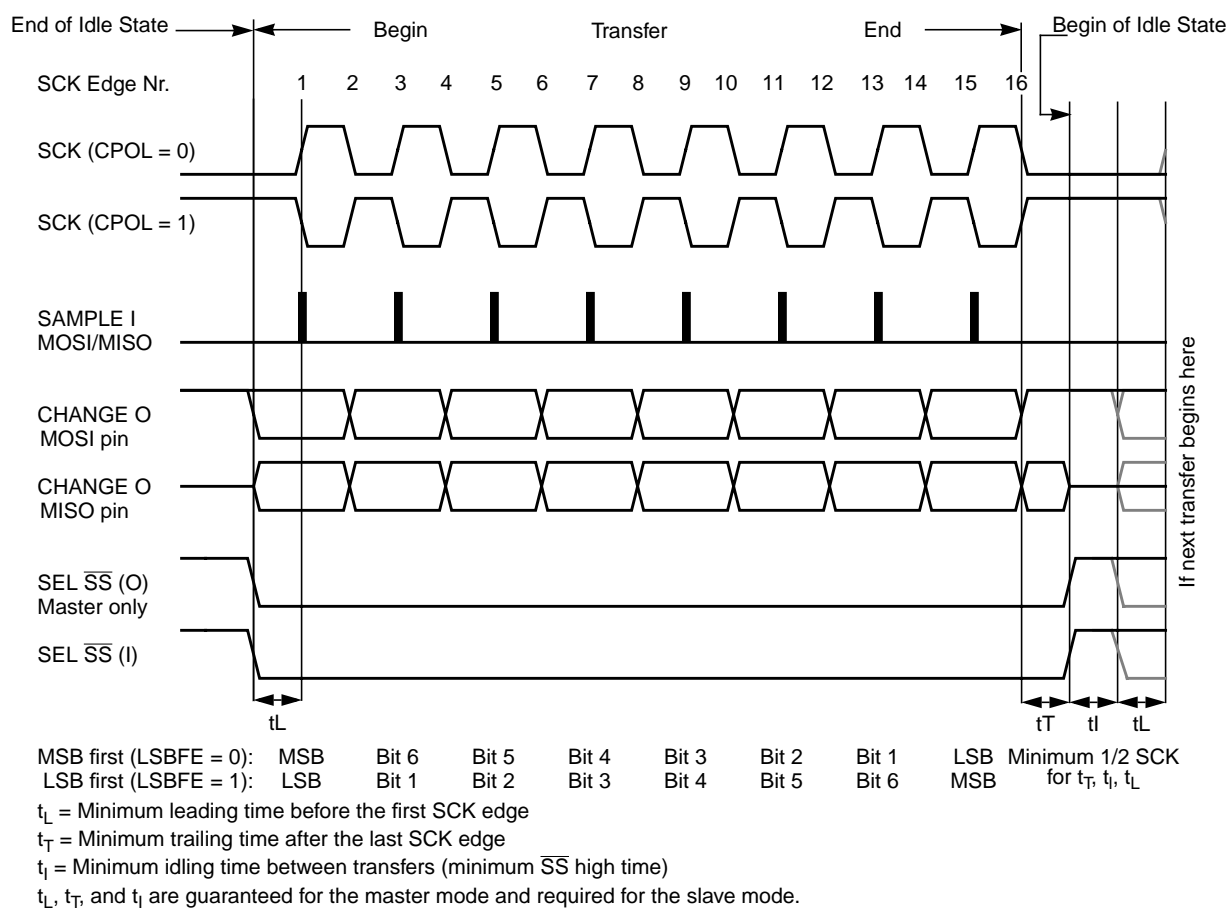 End of Idle State Begin Transfer End Begin of Idle State
SCK Edge Nr. 1 2 3 4 5 6 7 8 9 10 11 12 13 14 15 16
SCK (CPOL = 0)
SCK (CPOL = 1)
SAMPLE I
MOSI/MISO
CHANGE O
MOSI pin
CHANGE O
MISO pin
SEL SS (O)
Master only
SEL SS (I)
If next transfer begins here
tL tT tI tL
MSB first (LSBFE = 0): MSB Bit 6 Bit 5 Bit 4 Bit 3 Bit 2 Bit 1 LSB Minimum 1/2 SCK
LSB first (LSBFE = 1): LSB Bit 1 Bit 2 Bit 3 Bit 4 Bit 5 Bit 6 MSB for tT, tI, tL
tL = Minimum leading time before the first SCK edge
tT = Minimum trailing time after the last SCK edge
tI = Minimum idling time between transfers (minimum SS high time)
tL, tT, and tI are guaranteed for the master mode and required for the slave mode.